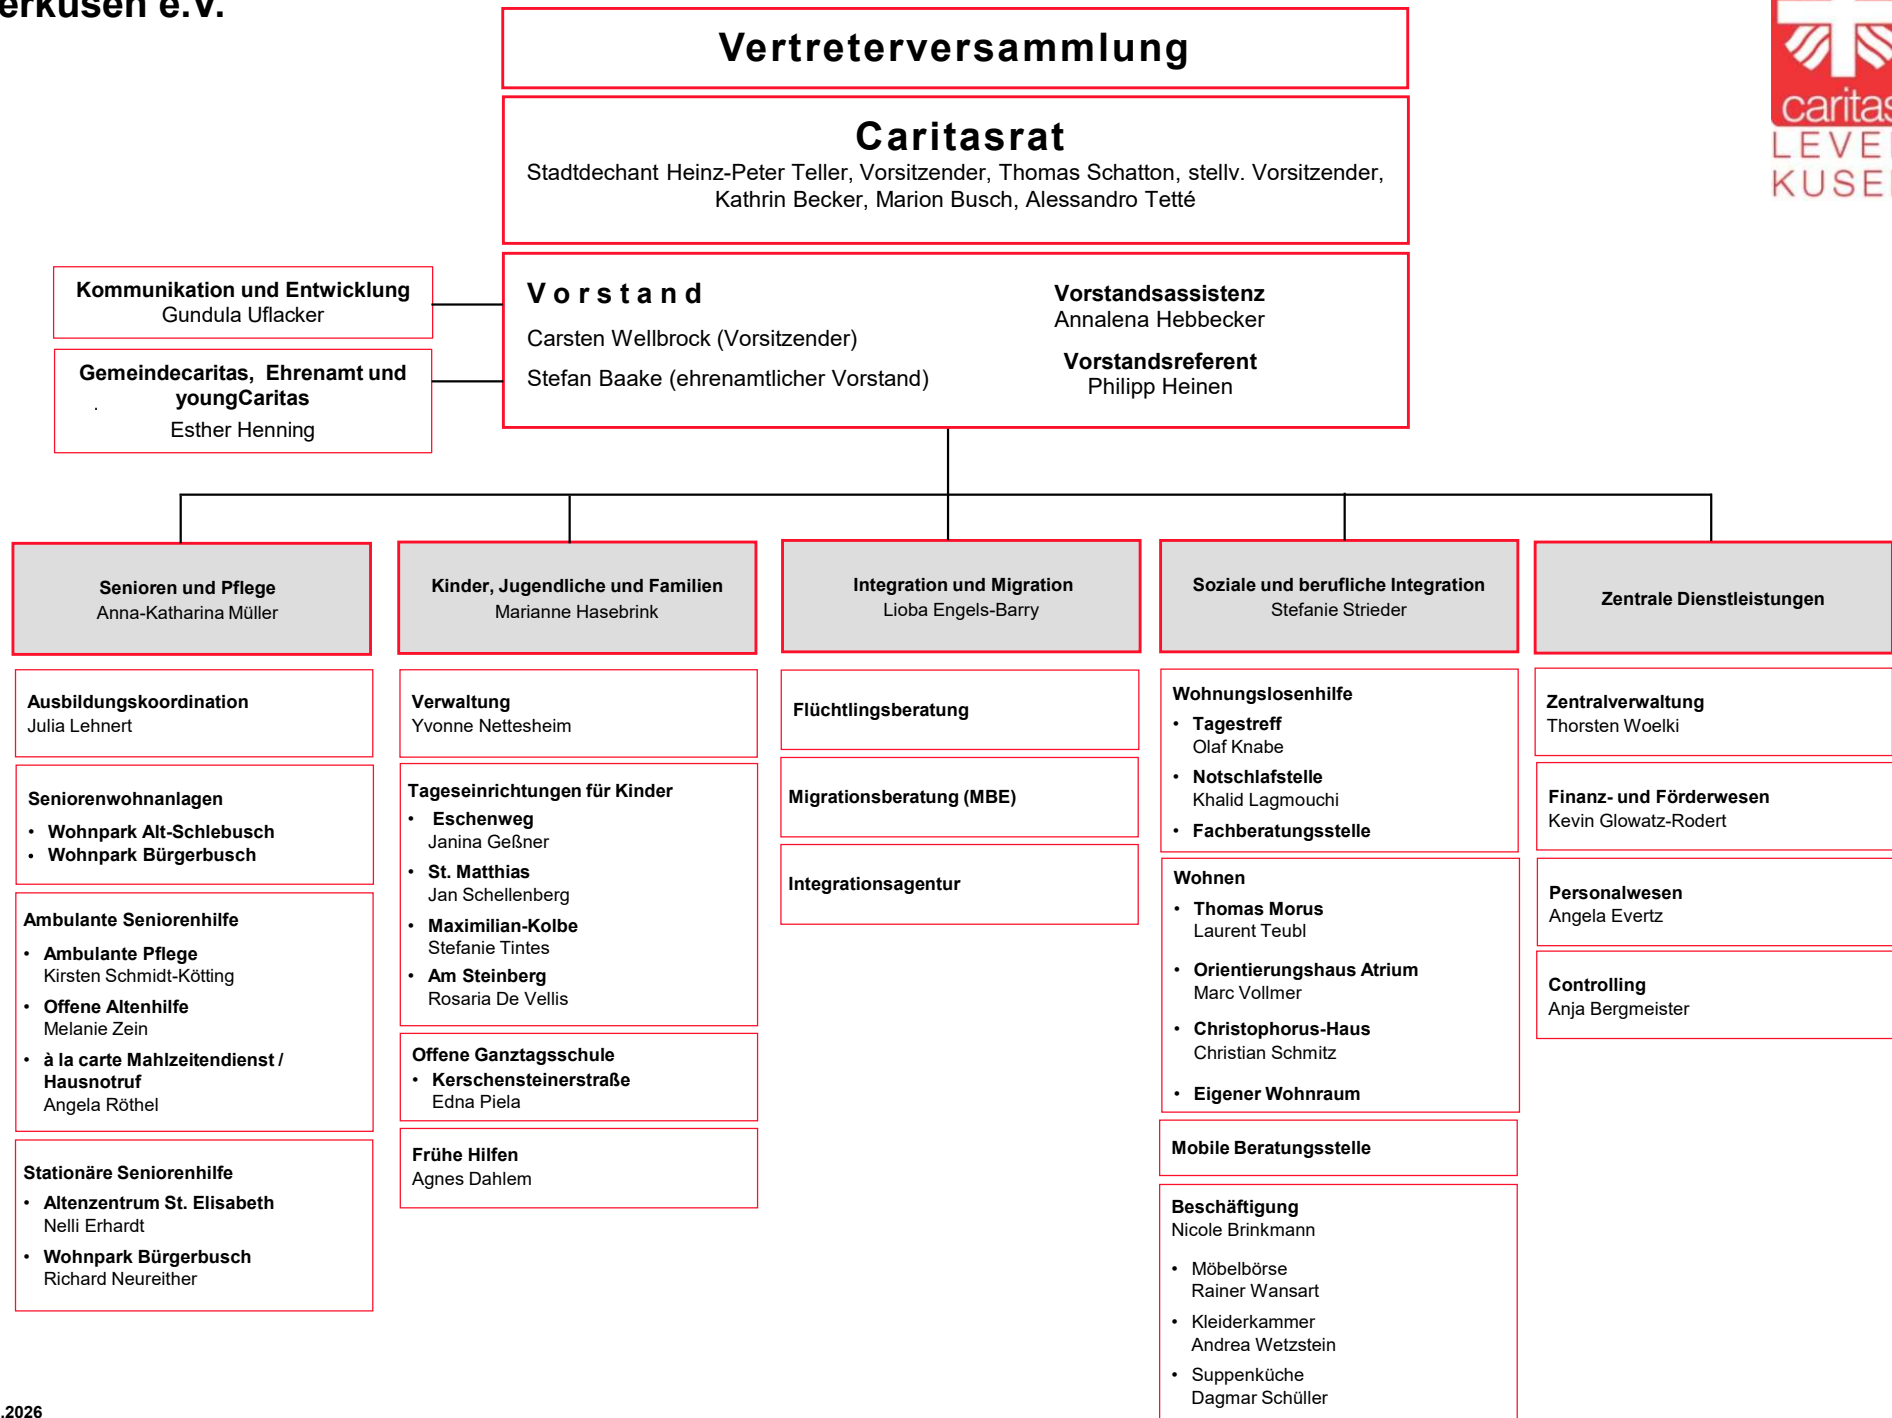 erkusen e.V.
Vertreterversammlung
Caritasrat
Stadtdechant Heinz-Peter Teller, Vorsitzender, Thomas Schatton, stellv. Vorsitzender,
Kathrin Becker, Marion Busch, Alessandro Tetté
caritas
LEVE
KUSE
Kommunikation und Entwicklung
Gundula Uflacker
Gemeindecaritas, Ehrenamt und
youngCaritas
.
Esther Henning
Vorstand
Carsten Wellbrock (Vorsitzender)
Stefan Baake (ehrenamtlicher Vorstand)
Vorstandsassistenz
Annalena Hebbecker
Vorstandsreferent
Philipp Heinen
Senioren und Pflege
Anna-Katharina Müller
Ausbildungskoordination
Julia Lehnert
Seniorenwohnanlagen
• Wohnpark Alt-Schlebusch
• Wohnpark Bürgerbusch
Ambulante Seniorenhilfe
• Ambulante Pflege
Kirsten Schmidt-Kötting
• Offene Altenhilfe
Melanie Zein
• à la carte Mahlzeitendienst /
Hausnotruf
Angela Röthel
Stationäre Seniorenhilfe
• Altenzentrum St. Elisabeth
Nelli Erhardt
• Wohnpark Bürgerbusch
Richard Neureither
Kinder, Jugendliche und Familien
Marianne Hasebrink
Verwaltung
Yvonne Nettesheim
Tageseinrichtungen für Kinder
• Eschenweg
Janina Geßner
• St. Matthias
Jan Schellenberg
• Maximilian-Kolbe
Stefanie Tintes
• Am Steinberg
Rosaria De Vellis
Offene Ganztagsschule
• Kerschensteinerstraße
Edna Piela
Frühe Hilfen
Agnes Dahlem
Integration und Migration
Lioba Engels-Barry
Flüchtlingsberatung
Migrationsberatung (MBE)
Integrationsagentur
Soziale und berufliche Integration
Stefanie Strieder
Wohnungslosenhilfe
• Tagestreff
Olaf Knabe
• Notschlafstelle
Khalid Lagmouchi
• Fachberatungsstelle
Wohnen
• Thomas Morus
Laurent Teubl
• Orientierungshaus Atrium
Marc Vollmer
• Christophorus-Haus
Christian Schmitz
• Eigener Wohnraum
Mobile Beratungsstelle
Beschäftigung
Nicole Brinkmann
• Möbelbörse
Rainer Wansart
• Kleiderkammer
Andrea Wetzstein
• Suppenküche
Dagmar Schüller
Zentrale Dienstleistungen
Zentralverwaltung
Thorsten Woelki
Finanz- und Förderwesen
Kevin Glowatz-Rodert
Personalwesen
Angela Evertz
Controlling
Anja Bergmeister
.2026